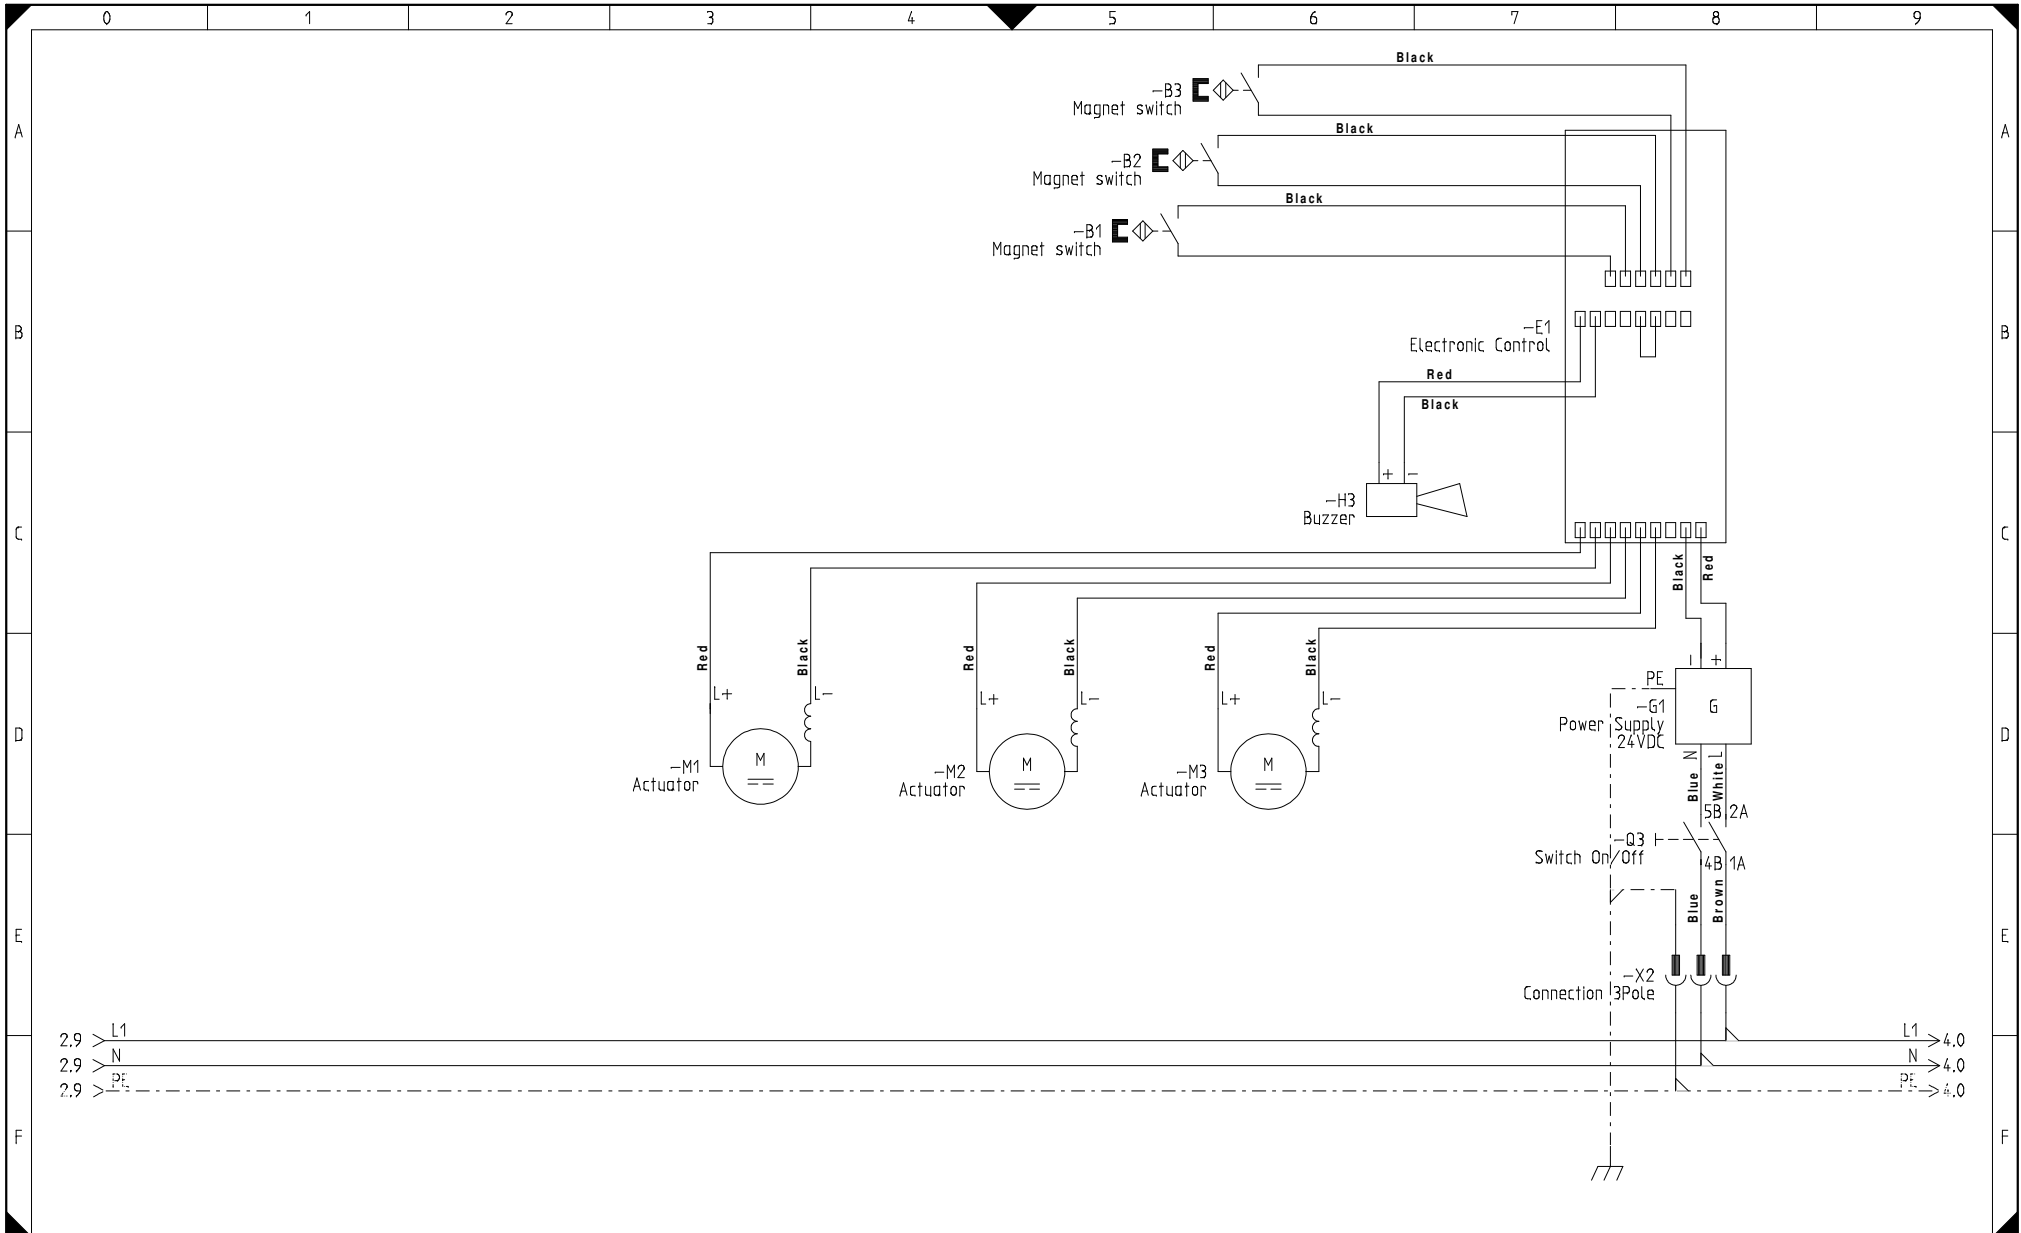 0 1 2 3 4 5 6 7 8 9
Black
-B3
Magnet switch
A A
Black
-B2
Magnet switch
Black
-B1
Magnet switch
B B
-E1
Electronic Control
Red
Black
+ -
-H3
Buzzer
C C
Black Red
Red Black Red Black Red Black
L+ L- L+ L- L+ L-
- +
PE
-G1 G
Power Supply
24VDC
D D
M M M
-M1
Actuator
-M2
Actuator
-M3
Actuator
N L
Blue White
5B 2A
-Q3
Switch On/Off
4B 1A
Blue Brown
E E
-X2
Connection 3Pole
2.9 L1 L1 4.0
2.9 N N 4.0
2.9 PE PE 4.0
F F